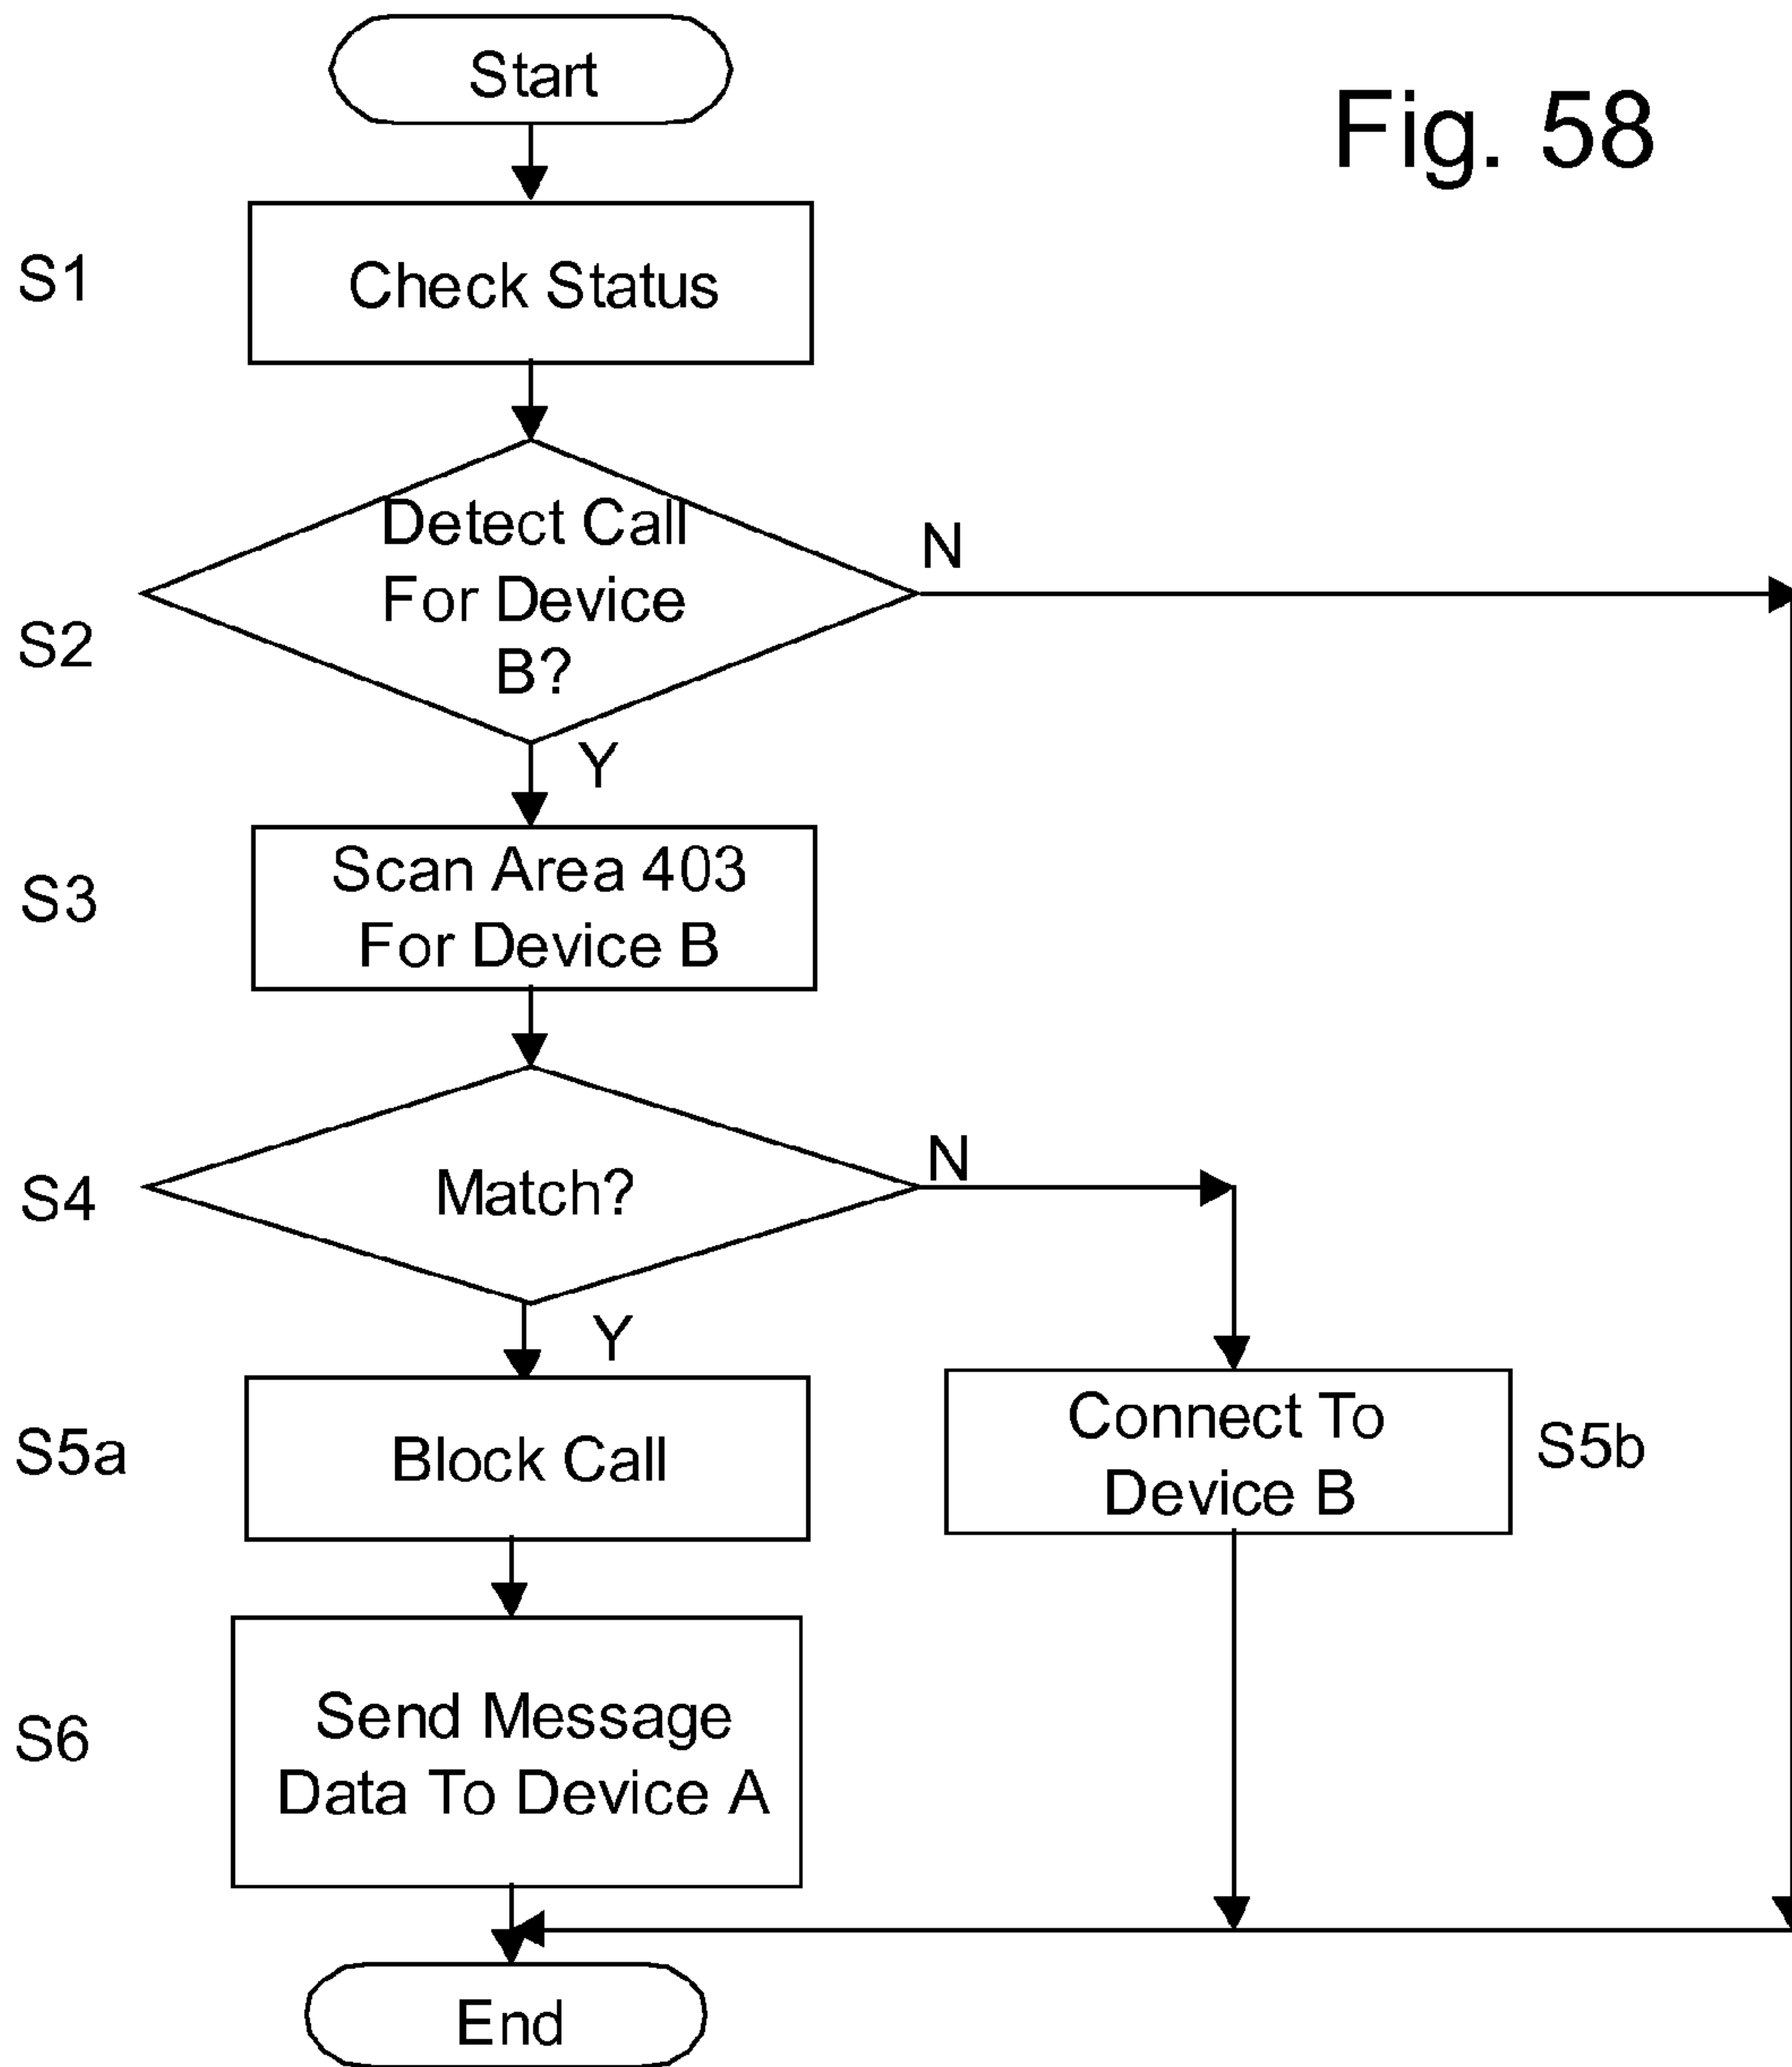 Fig. 58
Start
S1
Check Status
S2
Detect Call
For Device
B?
N
Y
S3
Scan Area 403
For Device B
S4
Match?
N
Y
S5a
Block Call
Connect To
Device B
S5b
S6
Send Message
Data To Device A
End